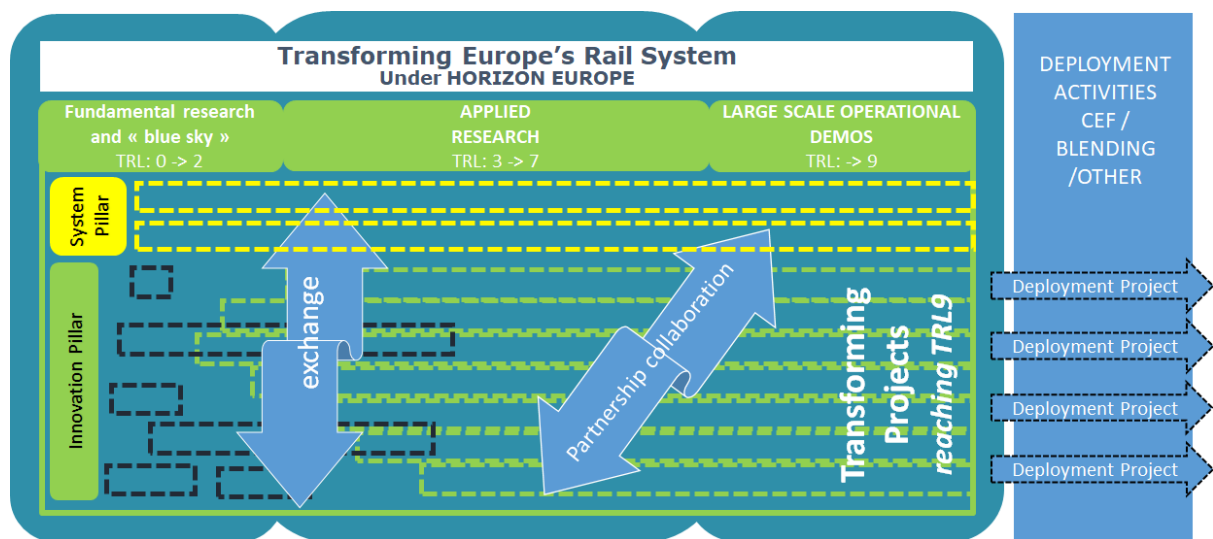 Transforming Europe's Rail System
Under HORIZON EUROPE
Fundamental research
and « blue sky »
TRL: 0 -> 2
APPLIED
RESEARCH
TRL: 3 -> 7
LARGE SCALE OPERATIONAL
DEMOS
TRL: -> 9
DEPLOYMENT
ACTIVITIES
CEF /
BLENDING
/OTHER
System
Pillar
Innovation Pillar
exchange
Partnership collaboration
Transforming
Projects
reaching TRL9
Deployment Project
Deployment Project
Deployment Project
Deployment Project